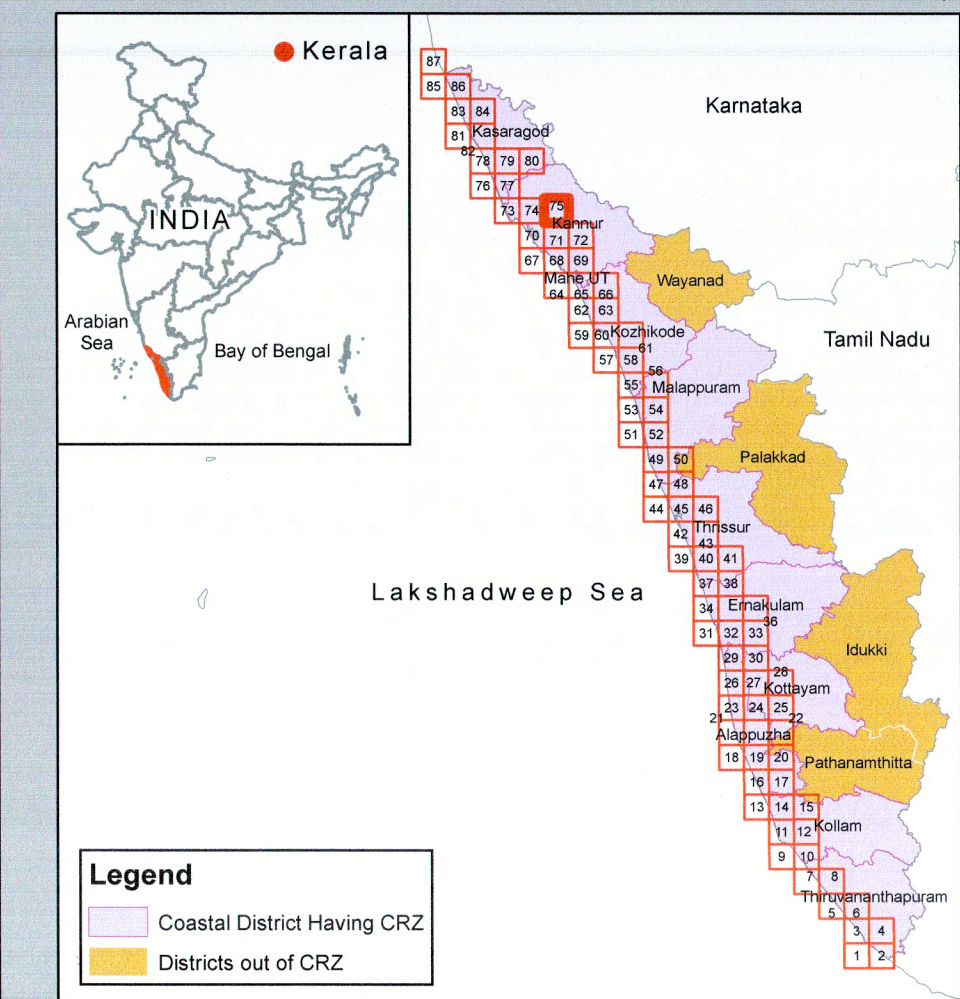 Kerala
INDIA
Arabian
Sea
Bay of Bengal
Karnataka
87
85 86
83 84
Kasaragod
81
82
78 79 80
76 77
75
73 74
Kannur
70 71 72
67 68 69
Mahe UT
64 65 66
Wayanad
62 63
59 60 Kozhikode
61
Tamil Nadu
57 58
56
55 Malappuram
53 54
51 52
49 50 Palakkad
47 48
44 45 46
Thrissur
42 43
39 40 41
37 38
Lakshadweep Sea
34 Ernakulam
36
31 32 33
Idukki
29 30
28
26 27 Kottayam
23 24 25
21 22
Alappuzha
18 19 20 Pathanamthitta
16 17
13 14 15
11 12 Kollam
9 10
7 8
Thiruvananthapuram
5 6
3 4
1 2
Legend
Coastal District Having CRZ
Districts out of CRZ